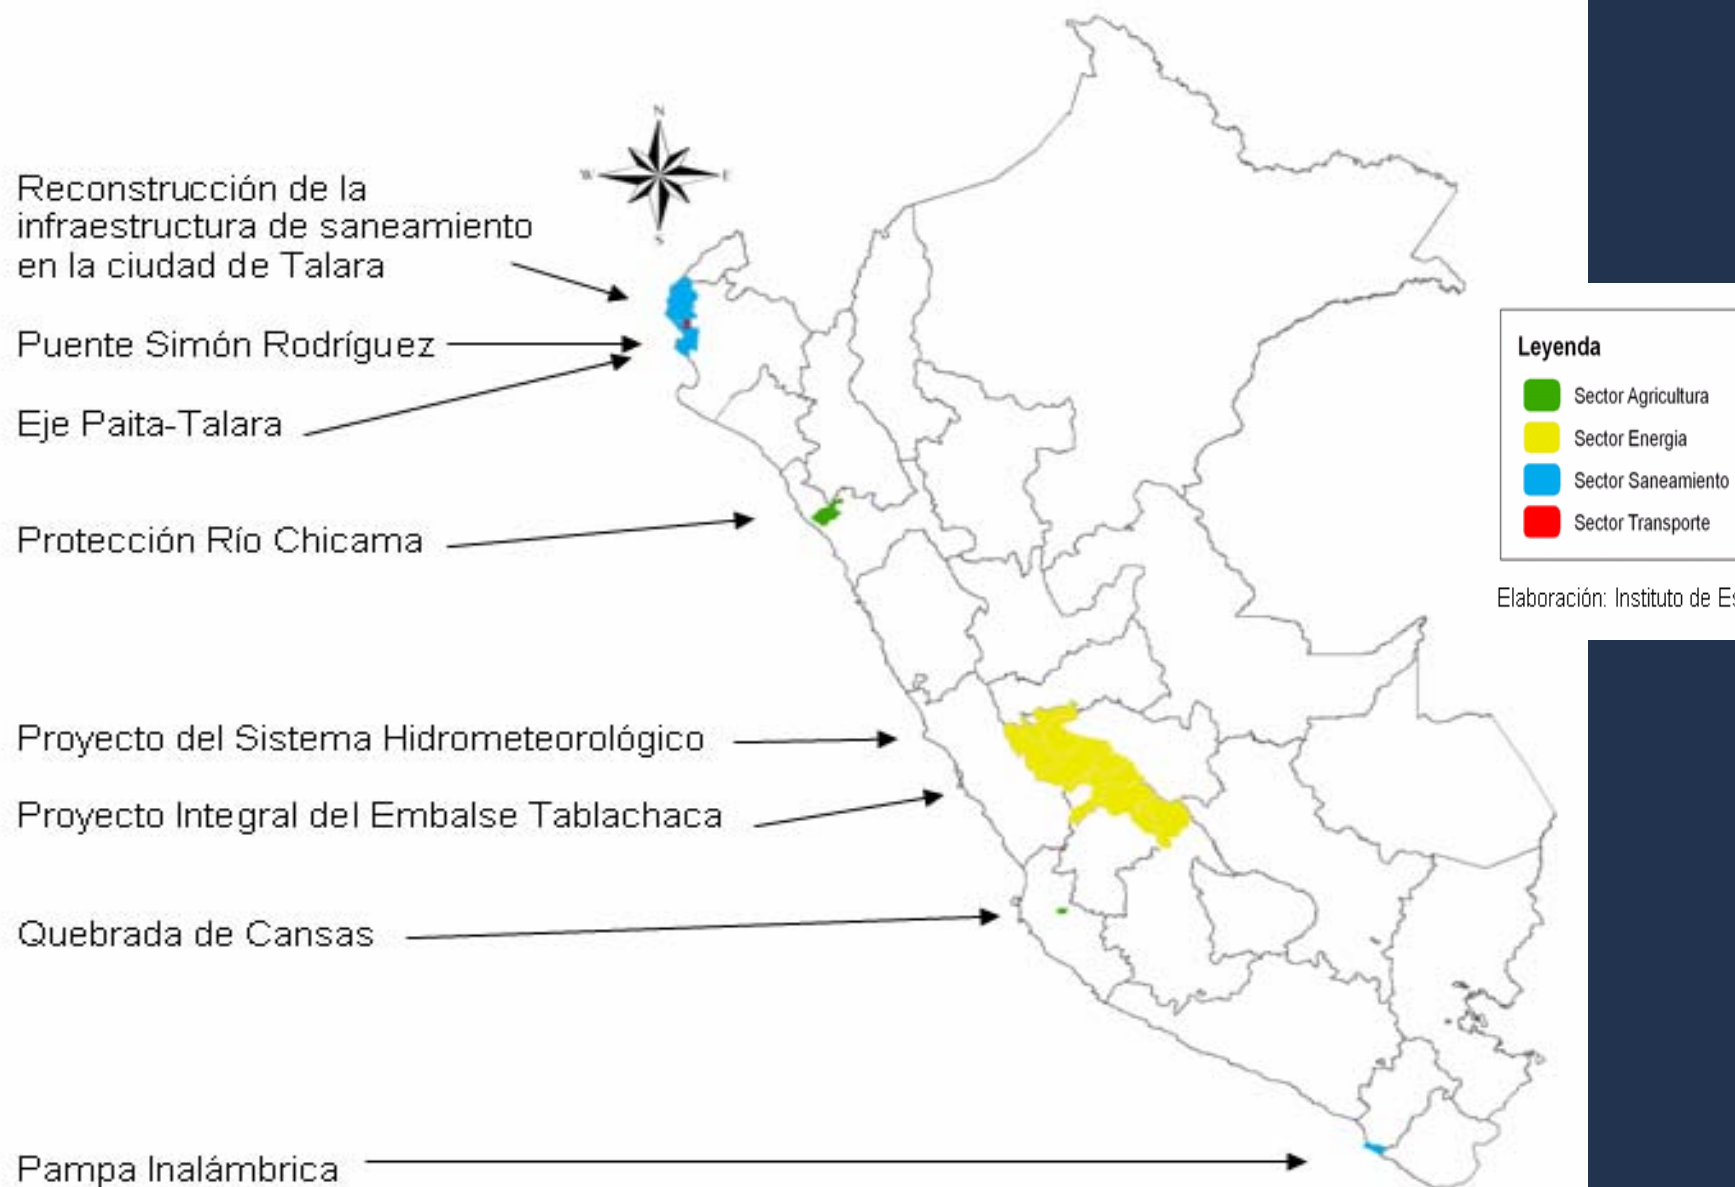 N
W
E
S
Reconstrucción de la
infraestructura de saneamiento
en la ciudad de Talara
Puente Simón Rodríguez
Eje Paita-Talara
Protección Río Chicama
Proyecto del Sistema Hidrometeorológico
Proyecto Integral del Embalse Tablachaca
Quebrada de Cansas
Pampa Inalámbrica
Leyenda
Sector Agricultura
Sector Energia
Sector Saneamiento
Sector Transporte
Elaboración: Instituto de